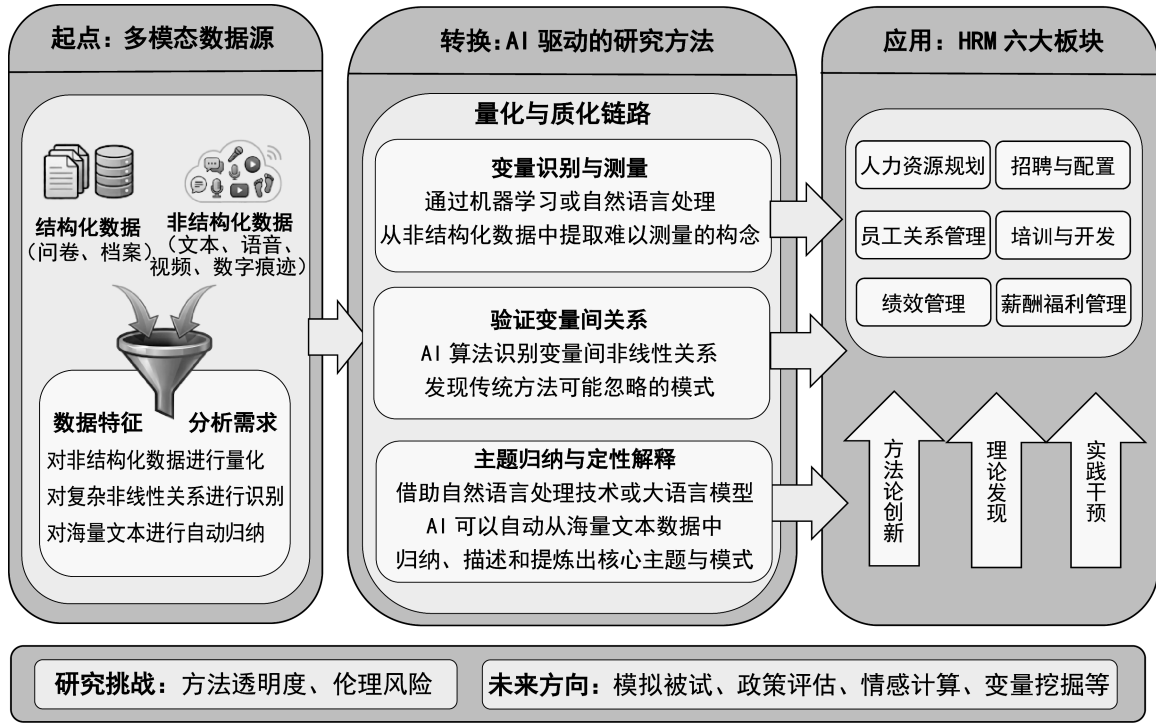 起点：多模态数据源
结构化数据
（问卷、档案）
非结构化数据
（文本、语音、
视频、数字痕迹）
数据特征
分析需求
对非结构化数据进行量化
对复杂非线性关系进行识别
对海量文本进行自动归纳
转换：AI 驱动的研究方法
量化与质化链路
变量识别与测量
通过机器学习或自然语言处理
从非结构化数据中提取难以测量的构念
验证变量间关系
AI 算法识别变量间非线性关系
发现传统方法可能忽略的模式
主题归纳与定性解释
借助自然语言处理技术或大语言模型
AI 可以自动从海量文本数据中
归纳、描述和提炼出核心主题与模式
应用：HRM 六大板块
人力资源规划
招聘与配置
员工关系管理
培训与开发
绩效管理
薪酬福利管理
方法论创新
理论发现
实践干预
研究挑战：方法透明度、伦理风险
未来方向：模拟被试、政策评估、情感计算、变量挖掘等